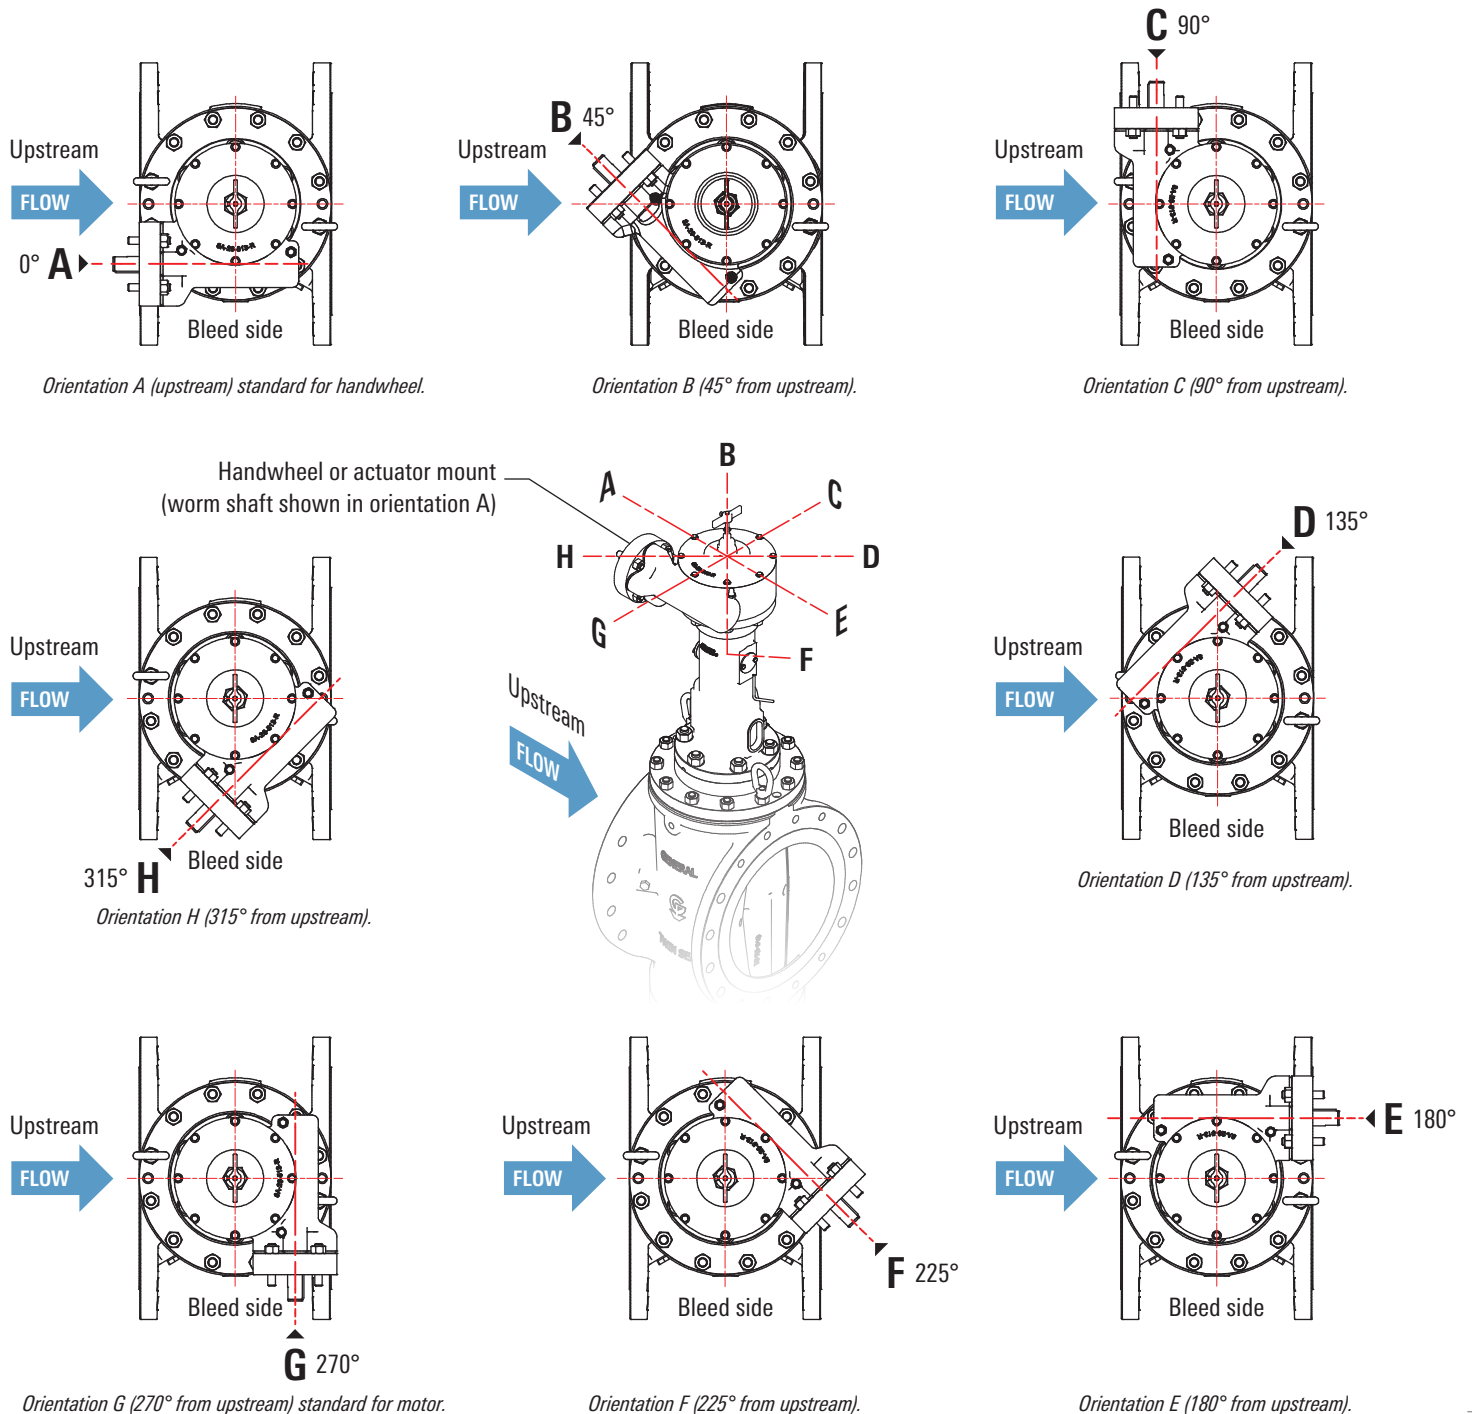 C 90°
B 45°
Upstream
FLOW
0° A
Bleed side
Orientation A (upstream) standard for handwheel.
Upstream
FLOW
Bleed side
Orientation B (45° from upstream).
Upstream
FLOW
Bleed side
Orientation C (90° from upstream).
Handwheel or actuator mount
(worm shaft shown in orientation A)
A
B
C
D
E
F
G
H
Upstream
FLOW
GENERAL
Upstream
FLOW
Bleed side
315° H
Orientation H (315° from upstream).
D 135°
Upstream
FLOW
Bleed side
Orientation D (135° from upstream).
Upstream
FLOW
Bleed side
G 270°
Orientation G (270° from upstream) standard for motor.
Upstream
FLOW
Bleed side
F 225°
Orientation F (225° from upstream).
Upstream
FLOW
E 180°
Bleed side
Orientation E (180° from upstream).